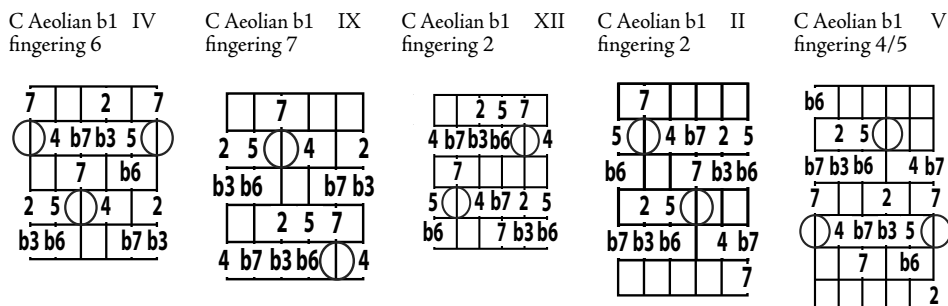 C Aeolian b1 IV
fingering 6
7 2 7
4 b7 b3 5
7 b6
2 5 4 2
b3 b6 b7 b3
C Aeolian b1 IX
fingering 7
7
2 5 4 2
b3 b6 b7 b3
2 5 7
4 b7 b3 b6 4
C Aeolian b1 XII
fingering 2
2 5 7
4 b7 b3 b6 4
7
5 4 b7 2 5
b6 7 b3 b6
C Aeolian b1 II
fingering 2
7
5 4 b7 2 5
b6 7 b3 b6
2 5
b7 b3 b6 4 b7
7
C Aeolian b1 V
fingering 4/5
b6
2 5
b7 b3 b6 4 b7
7 2 7
4 b7 b3 5
7 b6
2